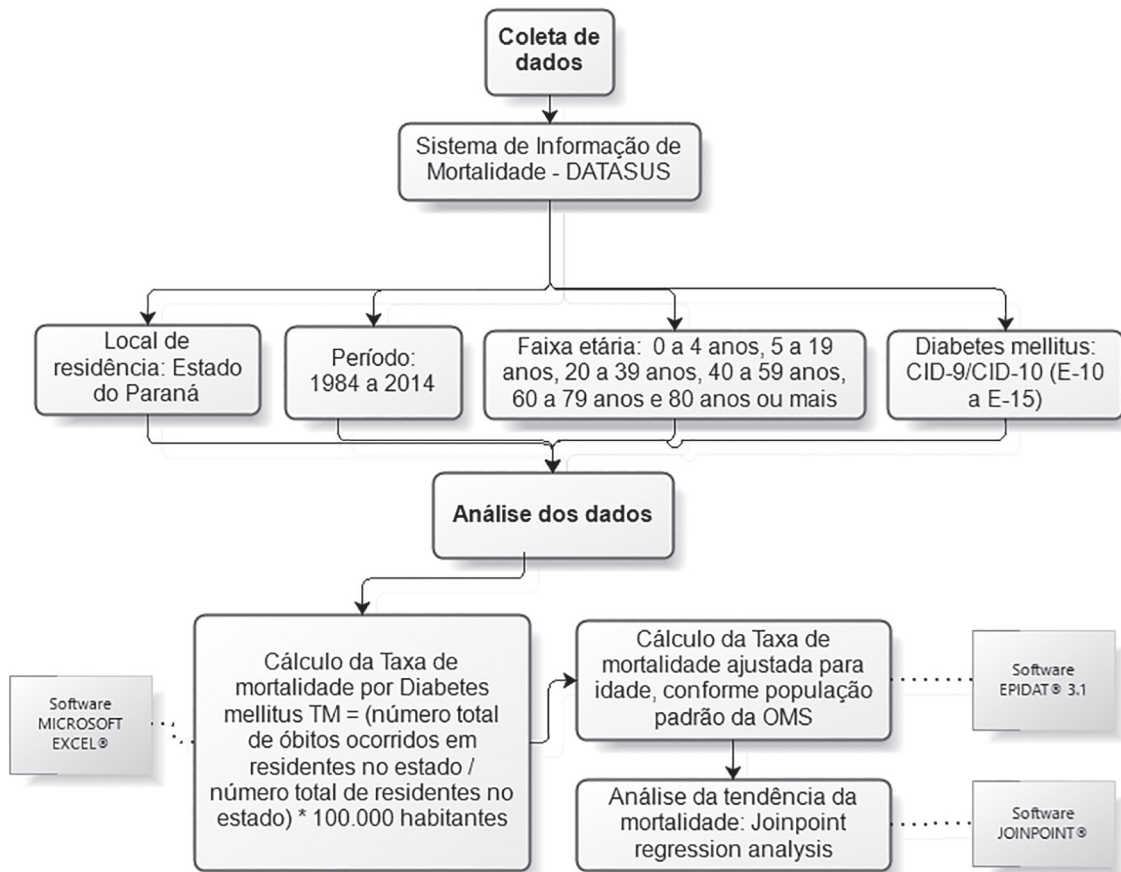 Coleta de
dados
Sistema de Informação de
Mortalidade - DATASUS
Local de
residência: Estado
do Paraná
Período:
1984 a 2014
Faixa etária: 0 a 4 anos, 5 a 19
anos, 20 a 39 anos, 40 a 59 anos,
60 a 79 anos e 80 anos ou mais
Diabetes mellitus:
CID-9/CID-10 (E-10
a E-15)
Análise dos dados
Software
MICROSOFT
EXCEL®
Cálculo da Taxa de
mortalidade por Diabetes
mellitus TM = (número total
de óbitos ocorridos em
residentes no estado /
número total de residentes no
estado) * 100.000 habitantes
Cálculo da Taxa de
mortalidade ajustada para
idade, conforme população
padrão da OMS
Software
EPIDAT® 3.1
Análise da tendência da
mortalidade: Joinpoint
regression analysis
Software
JOINPOINT®